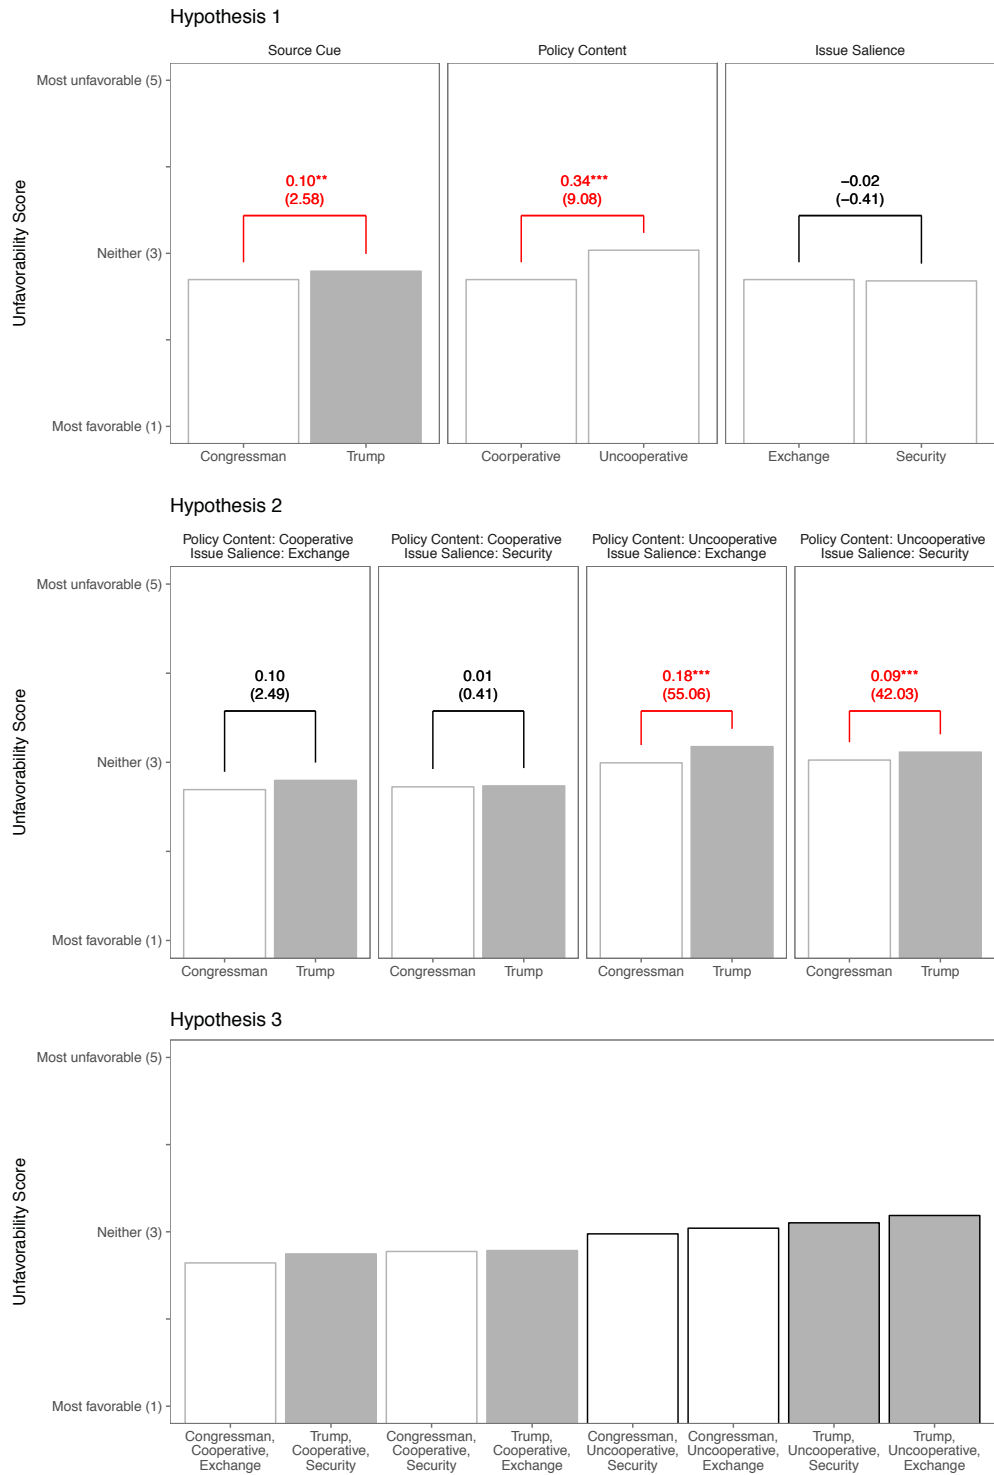 Hypothesis 1
Source Cue
Policy Content
Issue Salience
Most unfavorable (5)
Neither (3)
Most favorable (1)
Unfavorability Score
0.10**
(2.58)
0.34***
(9.08)
−0.02
(−0.41)
Congressman
Trump
Coorperative
Uncooperative
Exchange
Security
Hypothesis 2
Policy Content: Cooperative
Issue Salience: Exchange
Policy Content: Cooperative
Issue Salience: Security
Policy Content: Uncooperative
Issue Salience: Exchange
Policy Content: Uncooperative
Issue Salience: Security
Most unfavorable (5)
Neither (3)
Most favorable (1)
Unfavorability Score
0.10
(2.49)
0.01
(0.41)
0.18***
(55.06)
0.09***
(42.03)
Congressman
Trump
Congressman
Trump
Congressman
Trump
Congressman
Trump
Hypothesis 3
Most unfavorable (5)
Neither (3)
Most favorable (1)
Unfavorability Score
Congressman,
Cooperative,
Exchange
Trump,
Cooperative,
Security
Congressman,
Cooperative,
Security
Trump,
Cooperative,
Exchange
Congressman,
Uncooperative,
Security
Congressman,
Uncooperative,
Exchange
Trump,
Uncooperative,
Security
Trump,
Uncooperative,
Exchange